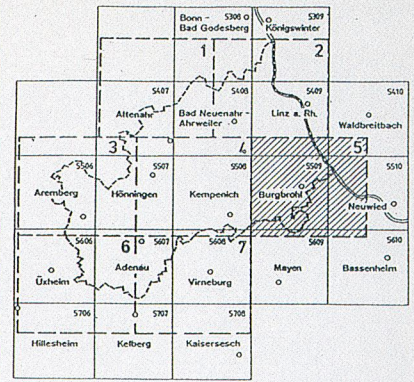 Bonn -
Bad Godesberg
5308
5309
Königswinter
1
2
5407
5408
5409
5410
Altenahr
Bad Neuenahr-
Ahrweiler
Linz a. Rh.
Waldbreitbach
3
4
5
5506
5507
5508
5509
5510
Aremberg
Hönningen
Kempenich
Burgbrohl
Neuwied
5606
6
5607
7
5608
5609
5610
Üxheim
Adenau
Virneburg
Mayen
Bassenheim
5706
5707
5708
Hillesheim
Kelberg
Kaisersesch